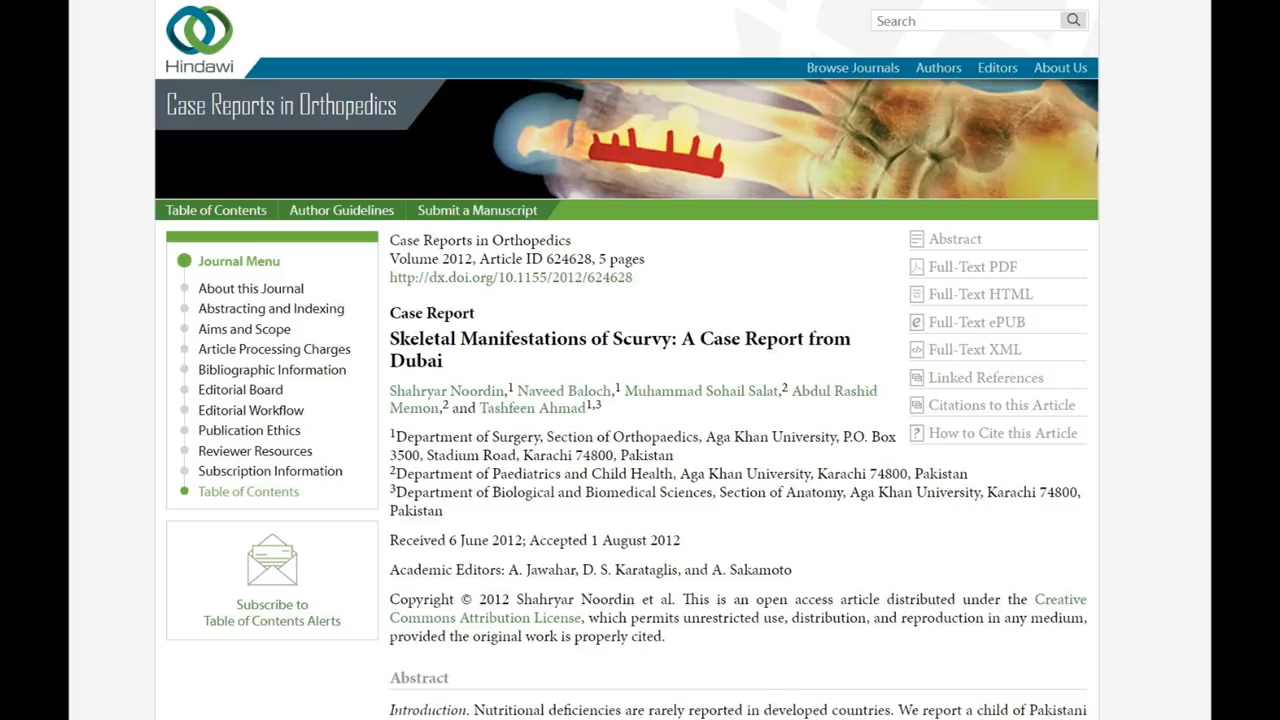 Hindawi
Search
Browse Journals Authors Editors About Us
Case Reports in Orthopedics
Table of Contents Author Guidelines Submit a Manuscript
Journal Menu
About this Journal
Abstracting and Indexing
Aims and Scope
Article Processing Charges
Bibliographic Information
Editorial Board
Editorial Workflow
Publication Ethics
Reviewer Resources
Subscription Information
Table of Contents
Subscribe to
Table of Contents Alerts
Case Reports in Orthopedics
Volume 2012, Article ID 624628, 5 pages
http://dx.doi.org/10.1155/2012/624628
Case Report
Skeletal Manifestations of Scurvy: A Case Report from
Dubai
Shahryar Noordin,1 Naveed Baloch,1 Muhammad Sohail Salat,2 Abdul Rashid
Memon,2 and Tashfeen Ahmad1,3
1Department of Surgery, Section of Orthopaedics, Aga Khan University, P.O. Box
3500, Stadium Road, Karachi 74800, Pakistan
2Department of Paediatrics and Child Health, Aga Khan University, Karachi 74800, Pakistan
3Department of Biological and Biomedical Sciences, Section of Anatomy, Aga Khan University, Karachi 74800,
Pakistan
Received 6 June 2012; Accepted 1 August 2012
Academic Editors: A. Jawahar, D. S. Karataglis, and A. Sakamoto
Copyright © 2012 Shahryar Noordin et al. This is an open access article distributed under the Creative
Commons Attribution License, which permits unrestricted use, distribution, and reproduction in any medium,
provided the original work is properly cited.
Abstract
Introduction. Nutritional deficiencies are rarely reported in developed countries. We report a child of Pakistani
Abstract
Full-Text PDF
Full-Text HTML
Full-Text ePUB
Full-Text XML
Linked References
Citations to this Article
How to Cite this Article